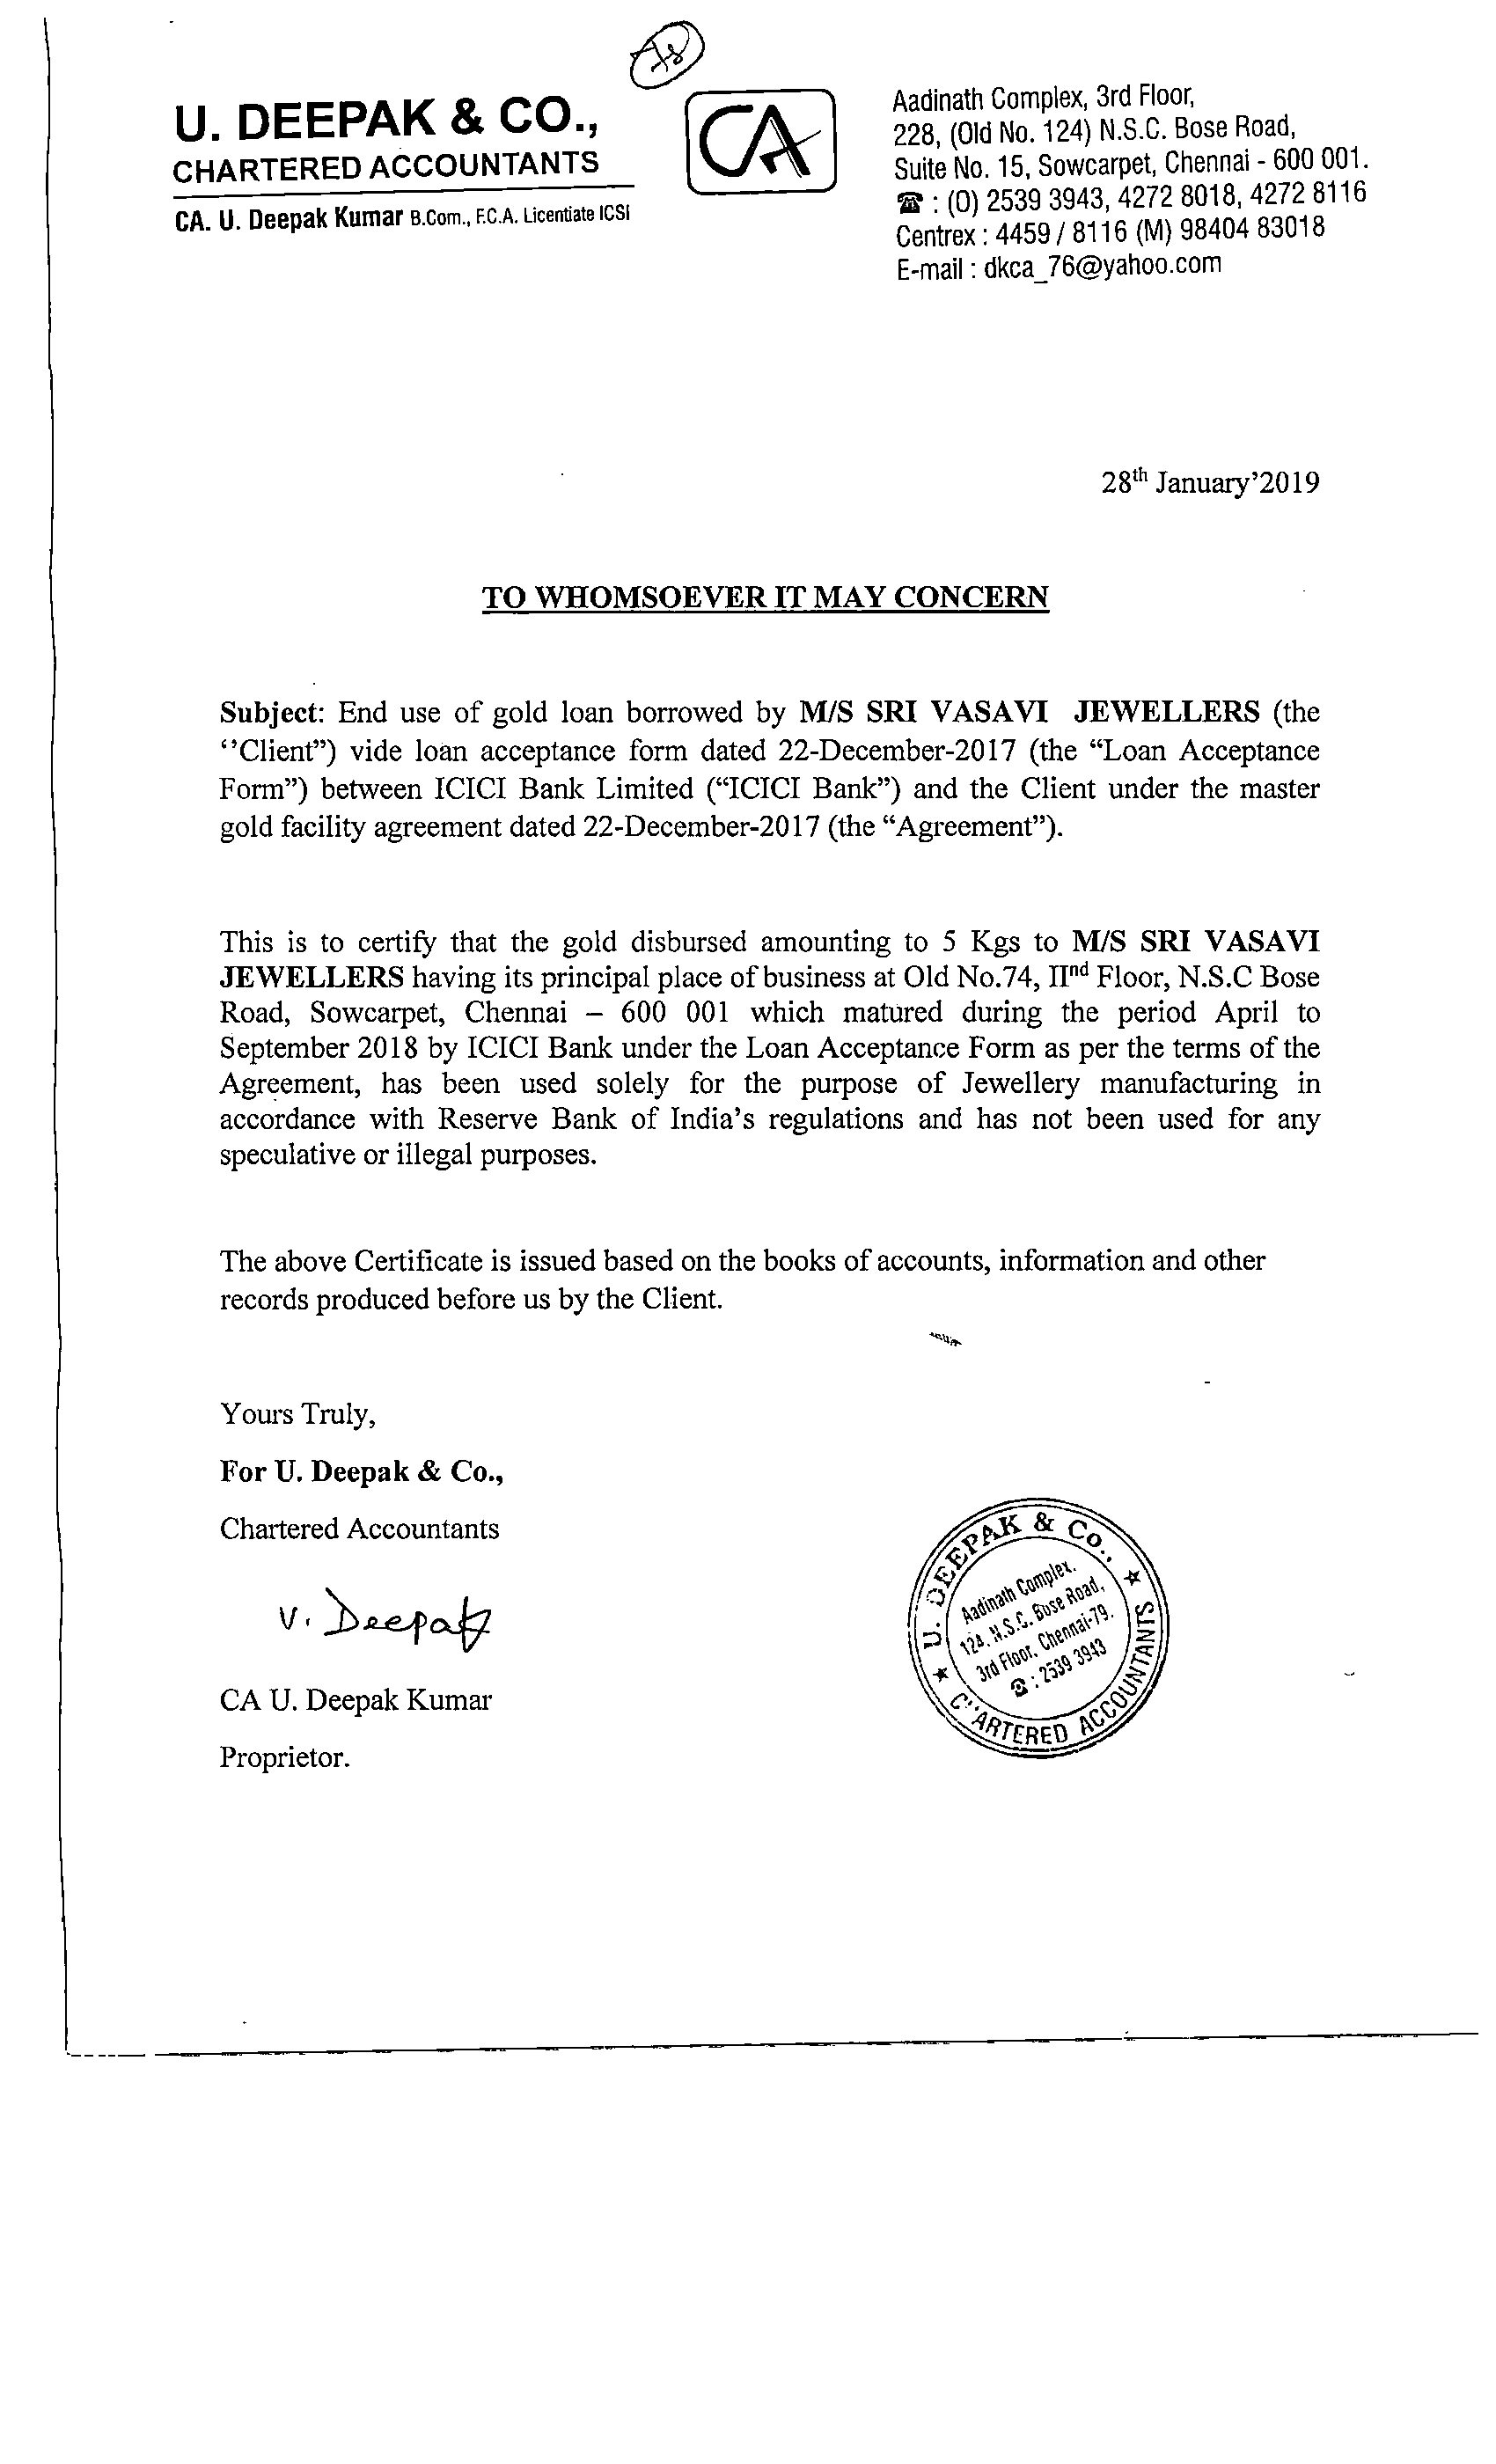 U. DEEPAK & CO.,
CHARTERED ACCOUNTANTS
CA. U. Deepak Kumar B.Com., F.C.A. Licentiate ICSI
CA
Aadinath Complex, 3rd Floor,
228, (Old No. 124) N.S.C. Bose Road,
Suite No. 15, Sowcarpet, Chennai - 600 001.
☎ : (O) 2539 3943, 4272 8018, 4272 8116
Centrex : 4459 / 8116 (M) 98404 83018
E-mail : dkca_76@yahoo.com
28th January’2019
TO WHOMSOEVER IT MAY CONCERN
Subject: End use of gold loan borrowed by M/S SRI VASAVI JEWELLERS (the
‘’Client”) vide loan acceptance form dated 22-December-2017 (the “Loan Acceptance
Form”) between ICICI Bank Limited (“ICICI Bank”) and the Client under the master
gold facility agreement dated 22-December-2017 (the “Agreement”).
This is to certify that the gold disbursed amounting to 5 Kgs to M/S SRI VASAVI
JEWELLERS having its principal place of business at Old No.74, IInd Floor, N.S.C Bose
Road, Sowcarpet, Chennai – 600 001 which matured during the period April to
September 2018 by ICICI Bank under the Loan Acceptance Form as per the terms of the
Agreement, has been used solely for the purpose of Jewellery manufacturing in
accordance with Reserve Bank of India’s regulations and has not been used for any
speculative or illegal purposes.
The above Certificate is issued based on the books of accounts, information and other
records produced before us by the Client.
Yours Truly,
For U. Deepak & Co.,
Chartered Accountants
U. Deepak
CA U. Deepak Kumar
Proprietor.
U. DEEPAK & Co.,
Aadinath Complex.
124, N.S.C. Bose Road,
3rd Floor, Chennai-79.
☎ : 2539 3943
CHARTERED ACCOUNTANTS